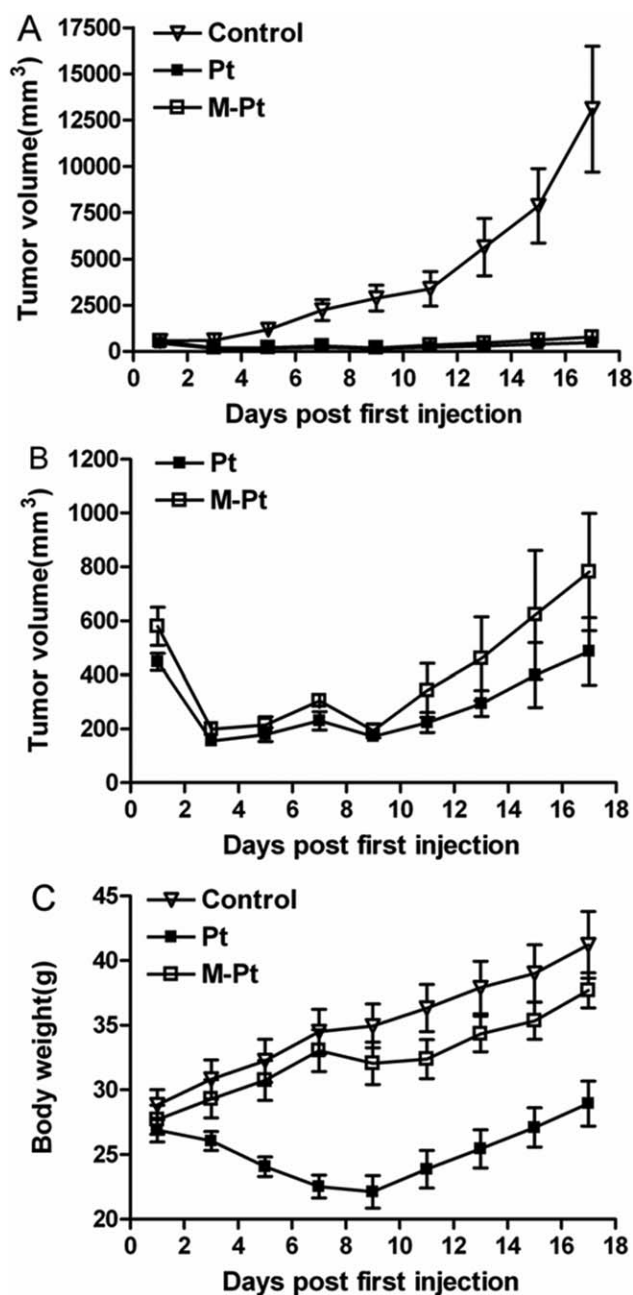 A
Control
Pt
M-Pt
17500
15000
12500
10000
7500
5000
2500
0
Tumor volume(mm³)
0 2 4 6 8 10 12 14 16 18
Days post first injection
B
Pt
M-Pt
1200
1000
800
600
400
200
0
Tumor volume(mm³)
0 2 4 6 8 10 12 14 16 18
Days post first injection
C
Control
Pt
M-Pt
45
40
35
30
25
20
Body weight(g)
0 2 4 6 8 10 12 14 16 18
Days post first injection